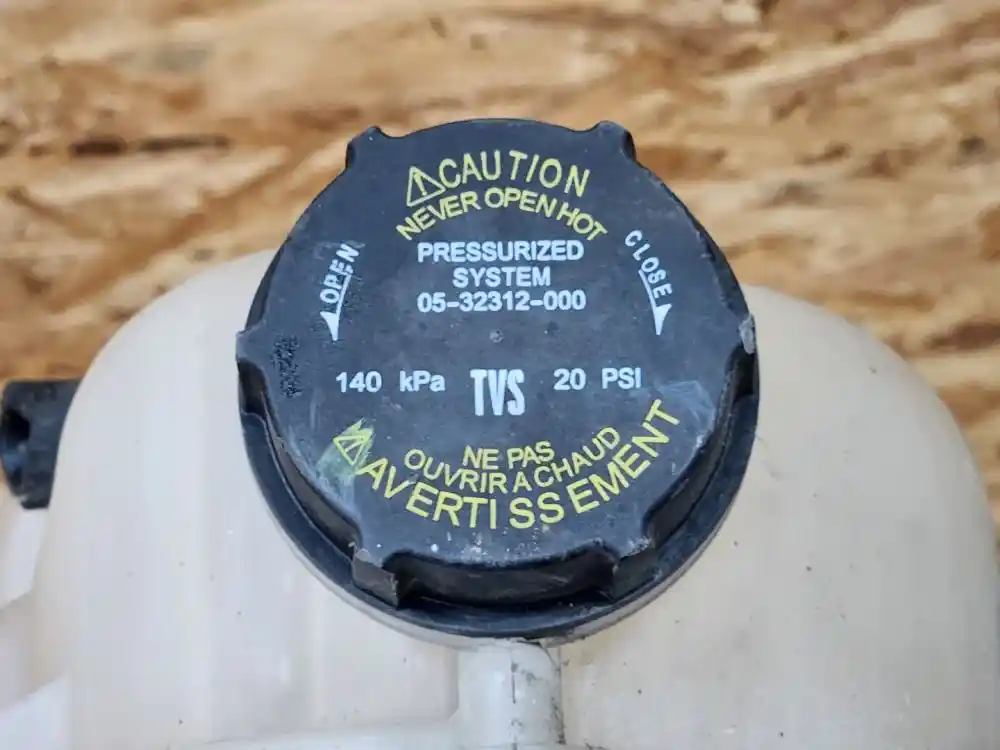 CAUTION
NEVER OPEN HOT
PRESSURIZED
SYSTEM
05-32312-000
OPEN
CLOSE
140 kPa TVS 20 PSI
NE PAS
OUVRIR A CHAUD
AVERTISSEMENT